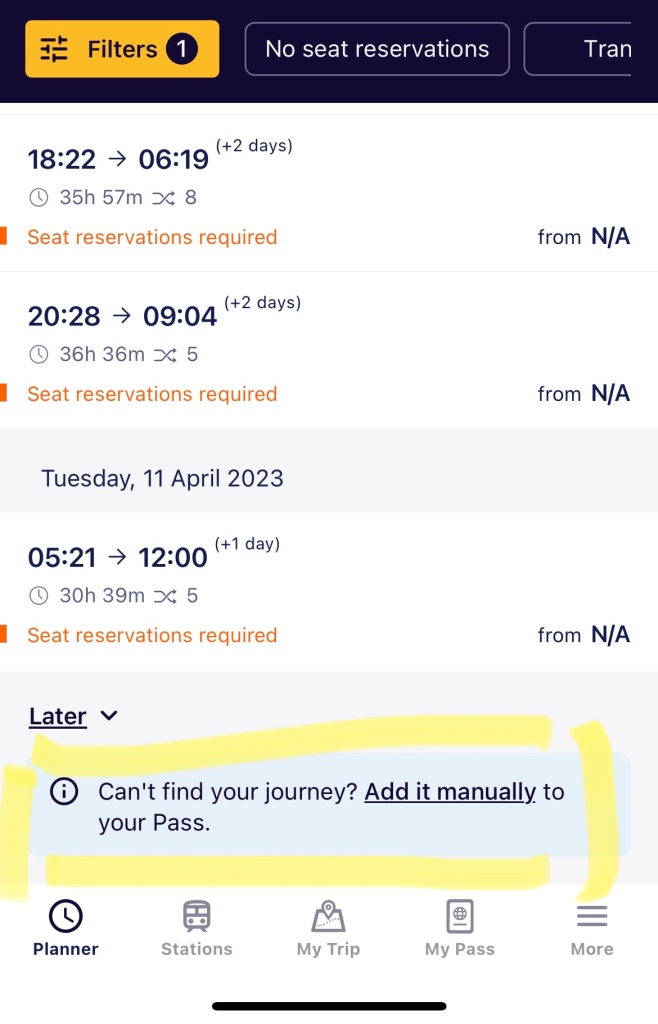 Filters 1 No seat reservations Tran
18:22 → 06:19 (+2 days)
35h 57m 8
Seat reservations required from N/A
20:28 → 09:04 (+2 days)
36h 36m 5
Seat reservations required from N/A
Tuesday, 11 April 2023
05:21 → 12:00 (+1 day)
30h 39m 5
Seat reservations required from N/A
Later
Can't find your journey? Add it manually to
your Pass.
Planner Stations My Trip My Pass More